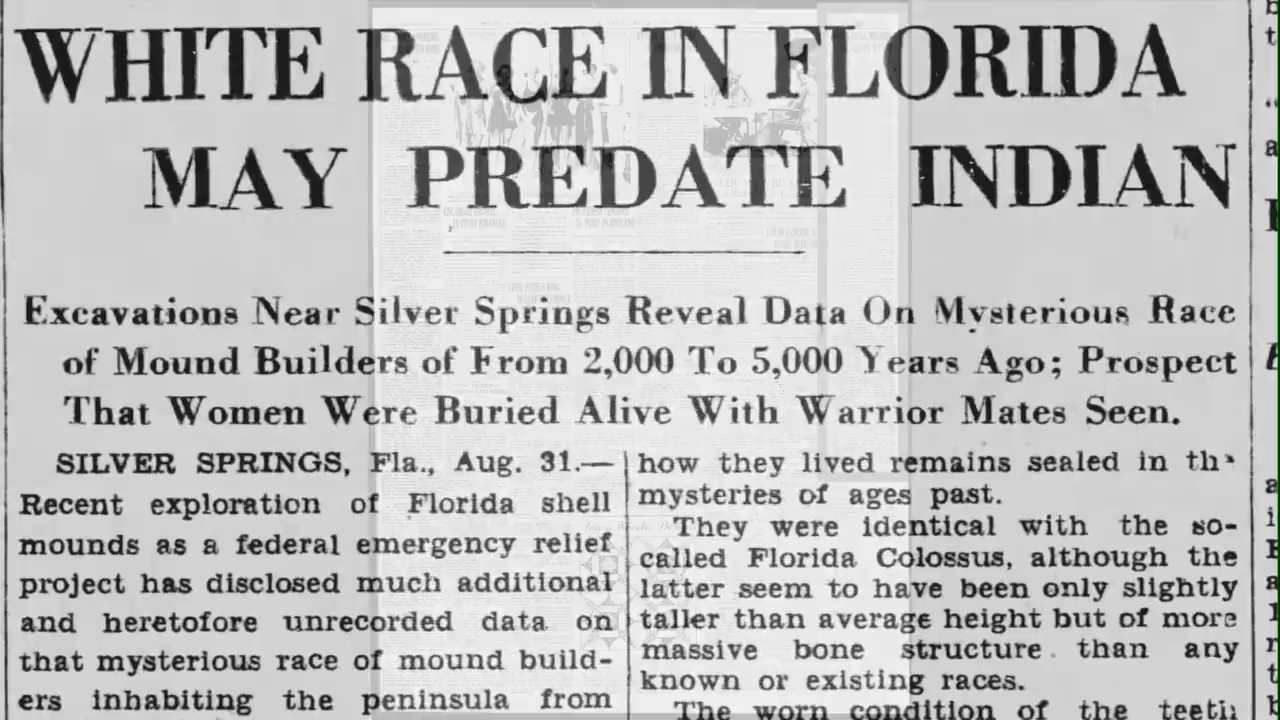 WHITE RACE IN FLORIDA
MAY PREDATE INDIAN
Excavations Near Silver Springs Reveal Data On Mysterious Race
of Mound Builders of From 2,000 To 5,000 Years Ago; Prospect
That Women Were Buried Alive With Warrior Mates Seen.
SILVER SPRINGS, Fla., Aug. 31.—
Recent exploration of Florida shell
mounds as a federal emergency relief
project has disclosed much additional
and heretofore unrecorded data on
that mysterious race of mound build-
ers inhabiting the peninsula from
how they lived remains sealed in
mysteries of ages past.
They were identical with the so-
called Florida Colossus, although the
latter seem to have been only slightly
taller than average height but of more
massive bone structure than any
known or existing races.
The worn condition of the teeth